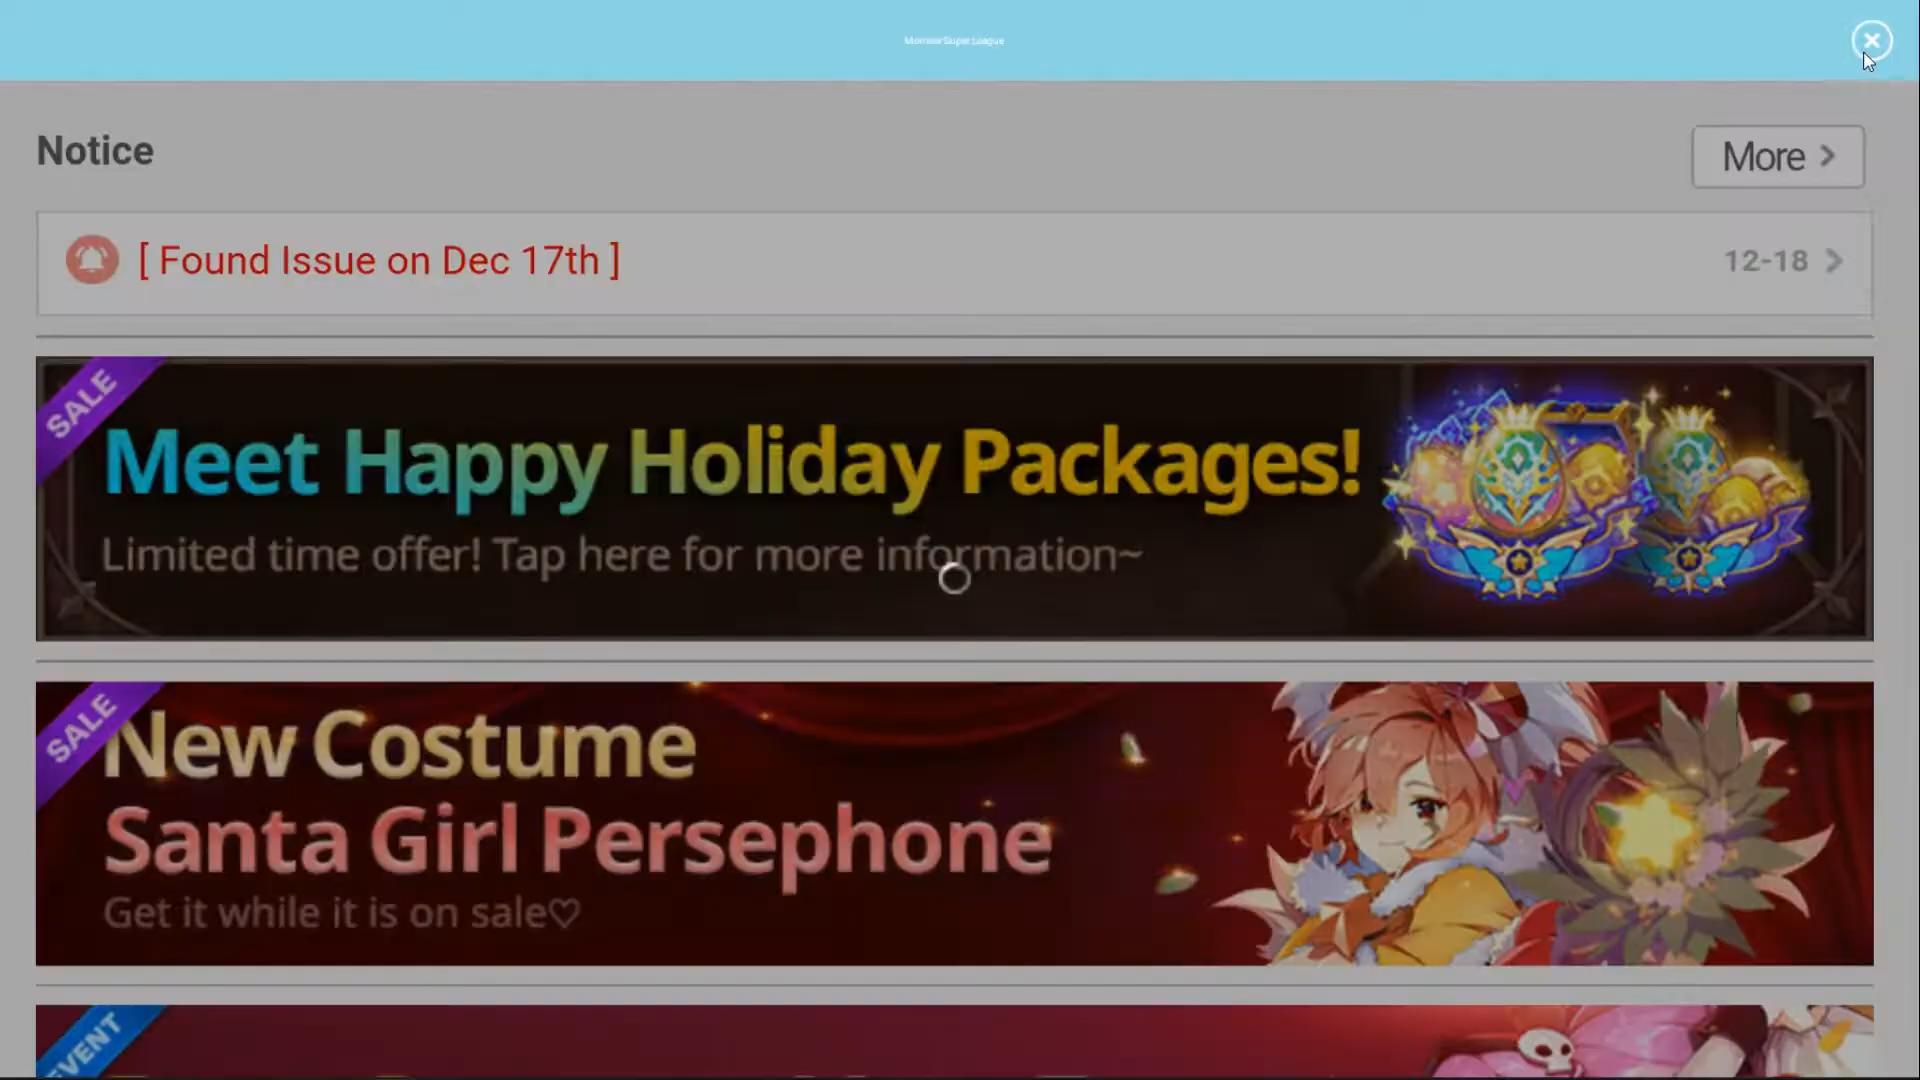 MonsterSuperLeague
Notice
More
[ Found Issue on Dec 17th ]
12-18
SALE
Meet Happy Holiday Packages!
Limited time offer! Tap here for more information~
SALE
New Costume
Santa Girl Persephone
Get it while it is on sale♡
EVENT